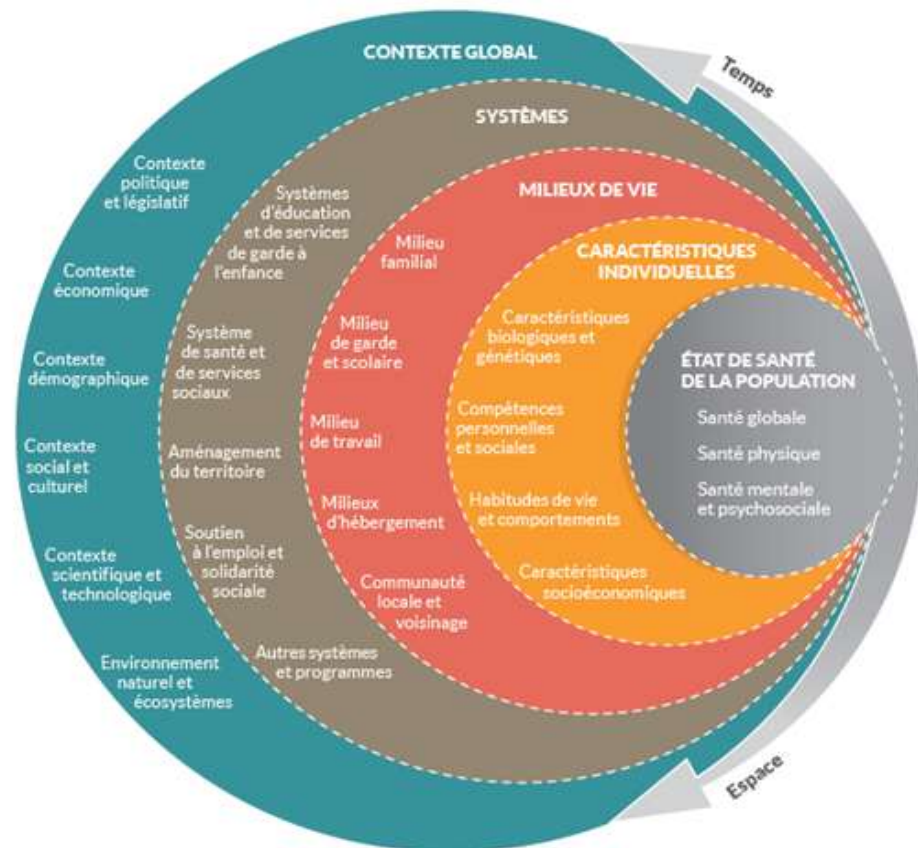 CONTEXTE GLOBAL
Contexte
politique
et législatif
Contexte
économique
Contexte
démographique
Contexte
social et
culturel
Contexte
scientifique et
technologique
Environnement
naturel et
écosystèmes
SYSTÈMES
Systèmes
d'éducation
et de services
de garde à
l'enfance
Système
de santé et
de services
sociaux
Aménagement
du territoire
Soutien
à l'emploi et
solidarité
sociale
Autres systèmes
et programmes
MILIEUX DE VIE
Milieu
familial
Milieu
de garde
et scolaire
Milieu
de travail
Milieux
d'hébergement
Communauté
locale et
voisinage
CARACTÉRISTIQUES
INDIVIDUELLES
Caractéristiques
biologiques et
génétiques
Compétences
personnelles
et sociales
Habitudes de vie
et comportements
Caractéristiques
socioéconomiques
ÉTAT DE SANTÉ
DE LA POPULATION
Santé globale
Santé physique
Santé mentale
et psychosociale
Temps
Espace